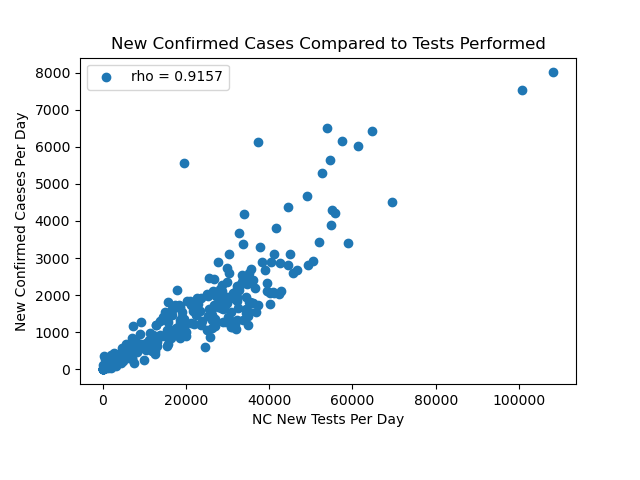 New Confirmed Cases Compared to Tests Performed
rho = 0.9157
New Confirmed Caeses Per Day
8000
7000
6000
5000
4000
3000
2000
1000
0
0 20000 40000 60000 80000 100000
NC New Tests Per Day